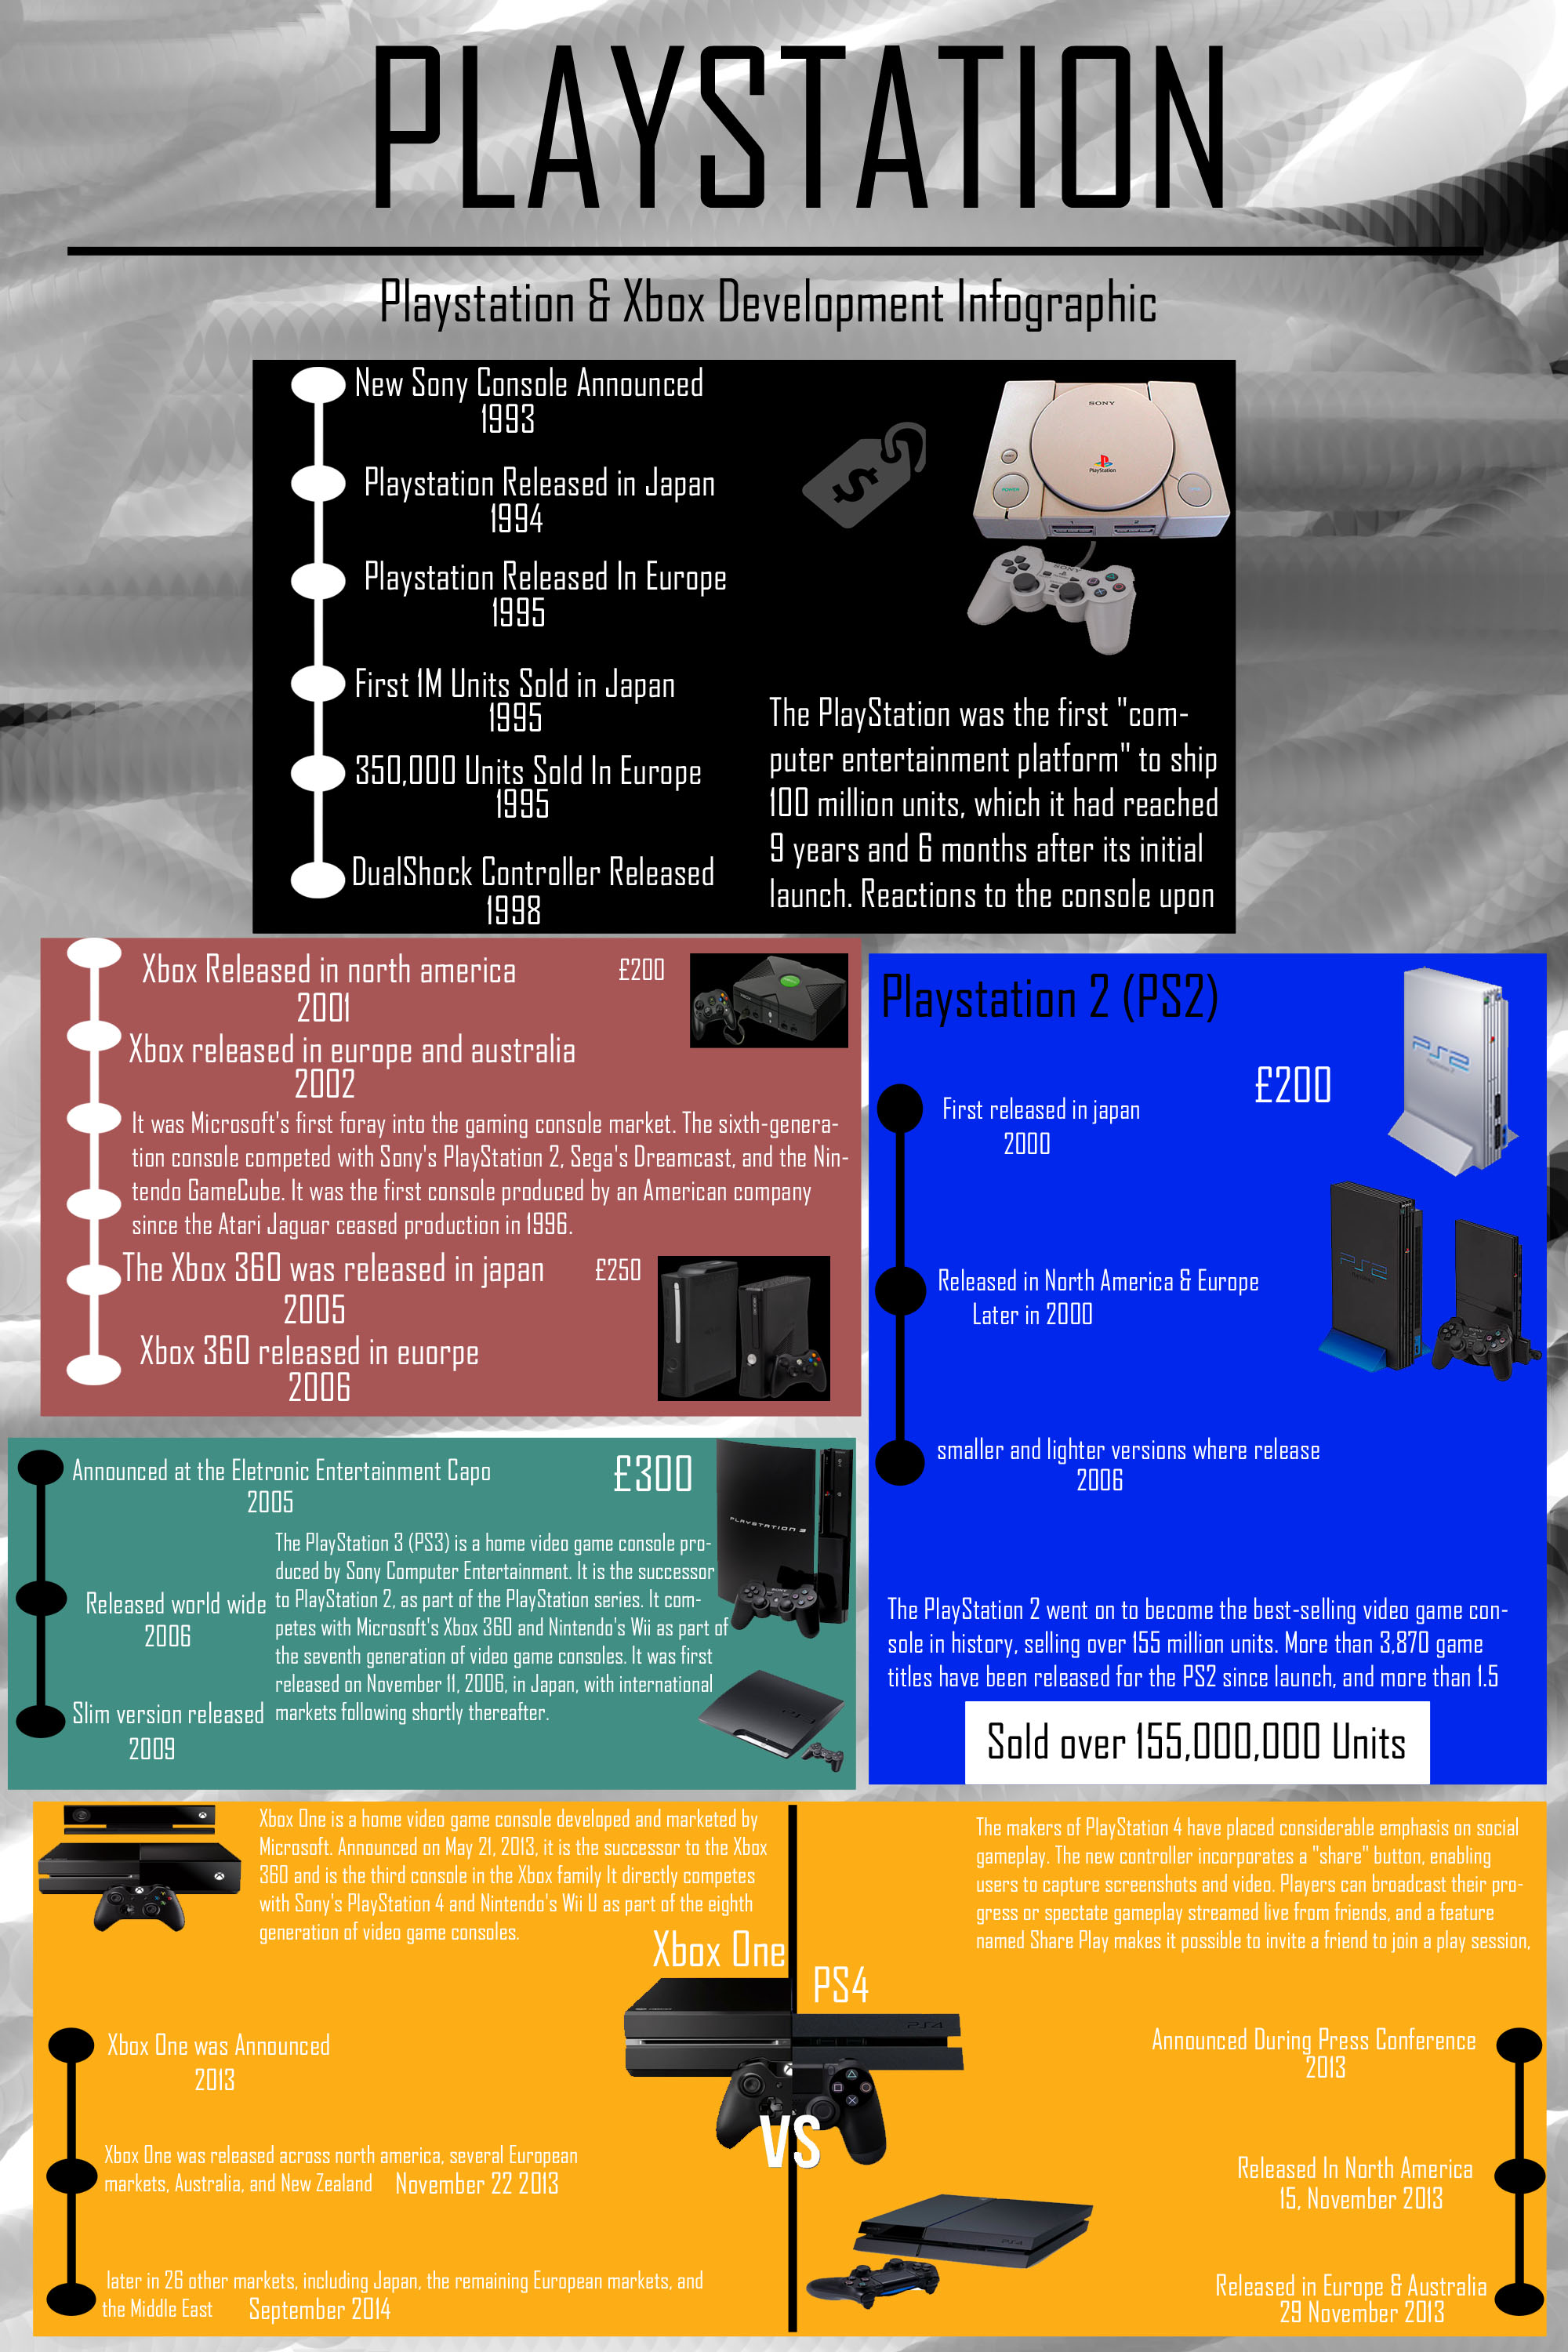 PLAYSTATION
Playstation & Xbox Development Infographic
New Sony Console Announced
1993
Playstation Released in Japan
1994
Playstation Released In Europe
1995
First 1M Units Sold in Japan
1995
350,000 Units Sold In Europe
1995
DualShock Controller Released
1998
$
SONY
PlayStation
The PlayStation was the first "com-
puter entertainment platform" to ship
100 million units, which it had reached
9 years and 6 months after its initial
launch. Reactions to the console upon
Xbox Released in north america
2001
£200
Xbox released in europe and australia
2002
It was Microsoft's first foray into the gaming console market. The sixth-genera-
tion console competed with Sony's PlayStation 2, Sega's Dreamcast, and the Nin-
tendo GameCube. It was the first console produced by an American company
since the Atari Jaguar ceased production in 1996.
The Xbox 360 was released in japan
2005
£250
Xbox 360 released in euorpe
2006
Playstation 2 (PS2)
£200
PS2
First released in japan
2000
PS2
Released in North America & Europe
Later in 2000
smaller and lighter versions where release
2006
The PlayStation 2 went on to become the best-selling video game con-
sole in history, selling over 155 million units. More than 3,870 game
titles have been released for the PS2 since launch, and more than 1.5
Sold over 155,000,000 Units
Announced at the Eletronic Entertainment Capo
2005
£300
PLAYSTATION 3
Released world wide
2006
Slim version released
2009
The PlayStation 3 (PS3) is a home video game console pro-
duced by Sony Computer Entertainment. It is the successor
to PlayStation 2, as part of the PlayStation series. It com-
petes with Microsoft's Xbox 360 and Nintendo's Wii as part of
the seventh generation of video game consoles. It was first
released on November 11, 2006, in Japan, with international
markets following shortly thereafter.
Xbox One is a home video game console developed and marketed by
Microsoft. Announced on May 21, 2013, it is the successor to the Xbox
360 and is the third console in the Xbox family It directly competes
with Sony's PlayStation 4 and Nintendo's Wii U as part of the eighth
generation of video game consoles.
The makers of PlayStation 4 have placed considerable emphasis on social
gameplay. The new controller incorporates a "share" button, enabling
users to capture screenshots and video. Players can broadcast their pro-
gress or spectate gameplay streamed live from friends, and a feature
named Share Play makes it possible to invite a friend to join a play session,
Xbox One
PS4
PS4
VS
Xbox One was Announced
2013
Xbox One was released across north america, several European
markets, Australia, and New Zealand November 22 2013
later in 26 other markets, including Japan, the remaining European markets, and
the Middle East September 2014
Announced During Press Conference
2013
Released In North America
15, November 2013
Released in Europe & Australia
29 November 2013
PS4